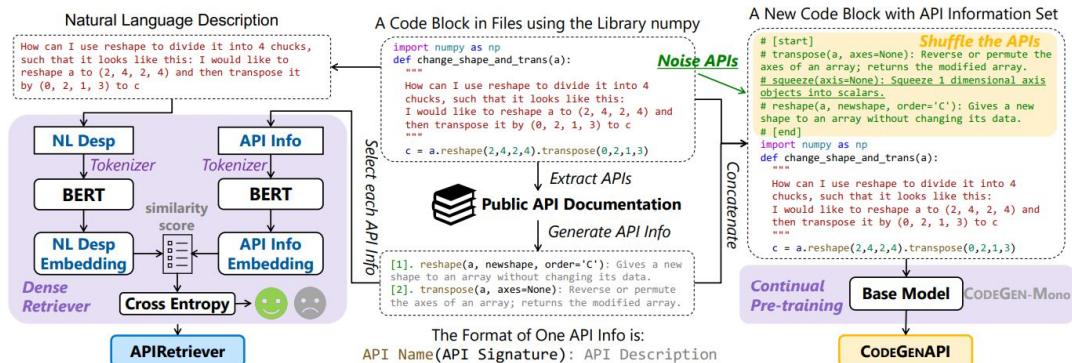 Natural Language Description
How can I use reshape to divide it into 4 chucks,
such that it looks like this: I would like to
reshape a to (2, 4, 2, 4) and then transpose it
by (0, 2, 1, 3) to c
NL Desp
API Info
Tokenizer
Tokenizer
BERT
BERT
similarity
score
NL Desp
Embedding
API Info
Embedding
Dense
Retriever
Cross Entropy
APIRetriever
A Code Block in Files using the Library numpy
import numpy as np
def change_shape_and_trans(a):
"""
How can I use reshape to divide it into 4
chucks, such that it looks like this:
I would like to reshape a to (2, 4, 2, 4) and
then transpose it by (0, 2, 1, 3) to c
"""
c = a.reshape(2,4,2,4).transpose(0,2,1,3)
Extract APIs
Public API Documentation
Generate API Info
Select each API Info
[1]. reshape(a, newshape, order='C'): Gives a new
shape to an array without changing its data.
[2]. transpose(a, axes=None): Reverse or permute
the axes of an array; returns the modified array.
The Format of One API Info is:
API Name(API Signature): API Description
Noise APIs
Concatenate
A New Code Block with API Information Set
# [start]
Shuffle the APIs
# transpose(a, axes=None): Reverse or permute
the axes of an array; returns the modified array.
# squeeze(axis=None): Squeeze 1 dimensional axis
objects into scalars.
# reshape(a, newshape, order='C'): Gives a new
shape to an array without changing its data.
# [end]
import numpy as np
def change_shape_and_trans(a):
"""
How can I use reshape to divide it into 4
chucks, such that it looks like this:
I would like to reshape a to (2, 4, 2, 4) and
then transpose it by (0, 2, 1, 3) to c
"""
c = a.reshape(2,4,2,4).transpose(0,2,1,3)
Continual
Pre-training
Base Model
CODEGEN-MONO
CODEGENAPI